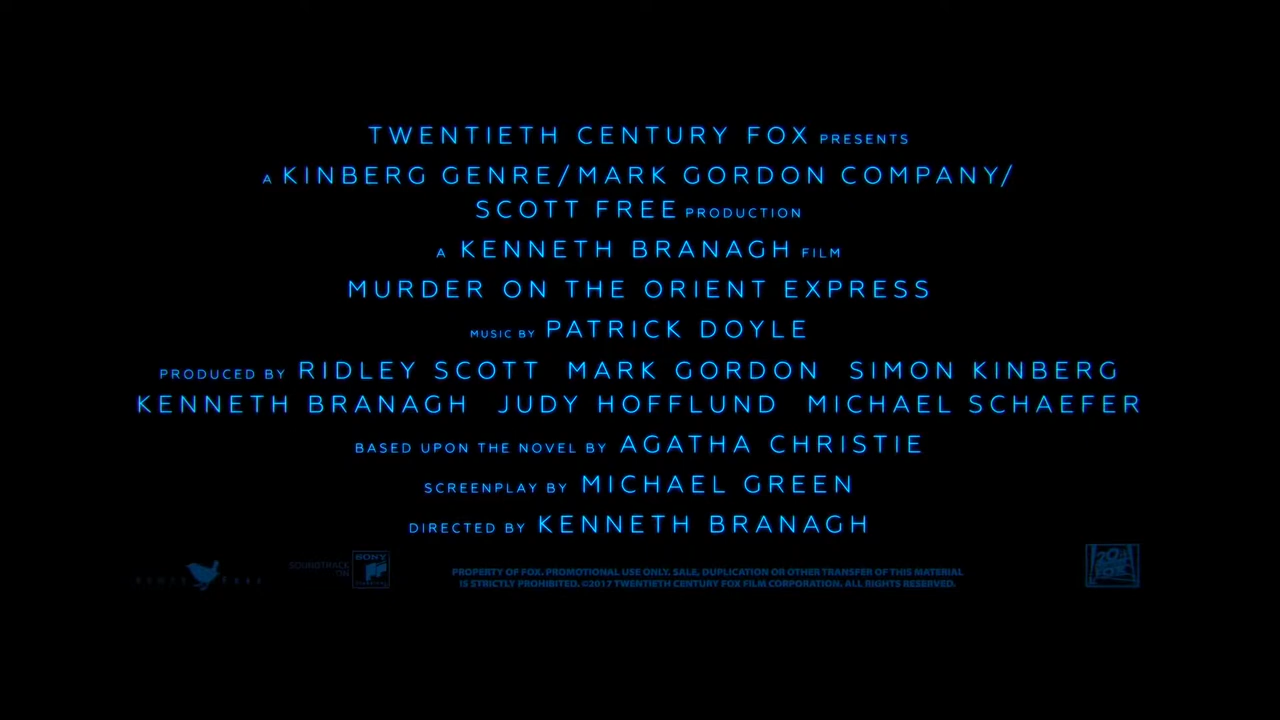 TWENTIETH CENTURY FOX PRESENTS
A KINBERG GENRE/MARK GORDON COMPANY/
SCOTT FREE PRODUCTION
A KENNETH BRANAGH FILM
MURDER ON THE ORIENT EXPRESS
MUSIC BY PATRICK DOYLE
PRODUCED BY RIDLEY SCOTT MARK GORDON SIMON KINBERG
KENNETH BRANAGH JUDY HOFFLUND MICHAEL SCHAEFER
BASED UPON THE NOVEL BY AGATHA CHRISTIE
SCREENPLAY BY MICHAEL GREEN
DIRECTED BY KENNETH BRANAGH
SOUNDTRACK
ON
SONY
PROPERTY OF FOX. PROMOTIONAL USE ONLY. SALE, DUPLICATION OR OTHER TRANSFER OF THIS MATERIAL
IS STRICTLY PROHIBITED. ©2017 TWENTIETH CENTURY FOX FILM CORPORATION. ALL RIGHTS RESERVED.